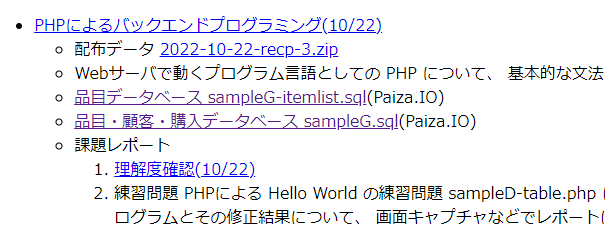 PHPによるバックエンドプログラミング(10/22)
配布データ 2022-10-22-recp-3.zip
Webサーバで動くプログラム言語としての PHP について、 基本的な文法
品目データベース sampleG-itemlist.sql(Paiza.IO)
品目・顧客・購入データベース sampleG.sql(Paiza.IO)
課題レポート
1. 理解度確認(10/22)
2. 練習問題 PHPによる Hello World の練習問題 sampleD-table.php
ログラムとその修正結果について、 画面キャプチャなどでレポート